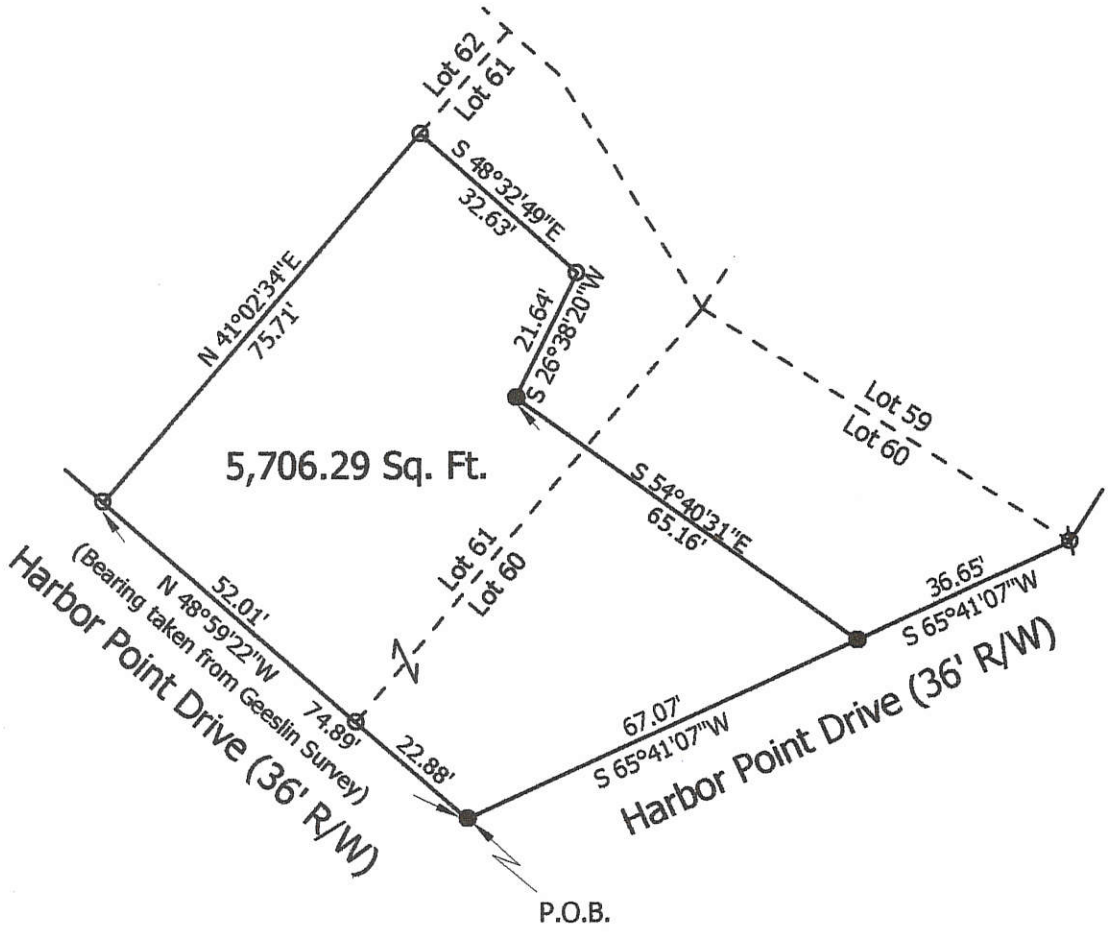 Lot 62
Lot 61
S 48°32'49"E
32.63'
N 41°02'34"E
75.71'
21.64'
S 26°38'20"W
Lot 59
Lot 60
5,706.29 Sq. Ft.
S 54°40'31"E
65.16'
Lot 61
Lot 60
36.65'
S 65°41'07"W
52.01'
N 48°59'22"W
(Bearing taken from Geeslin Survey)
74.89'
22.88'
Harbor Point Drive (36' R/W)
67.07'
S 65°41'07"W
Harbor Point Drive (36' R/W)
P.O.B.